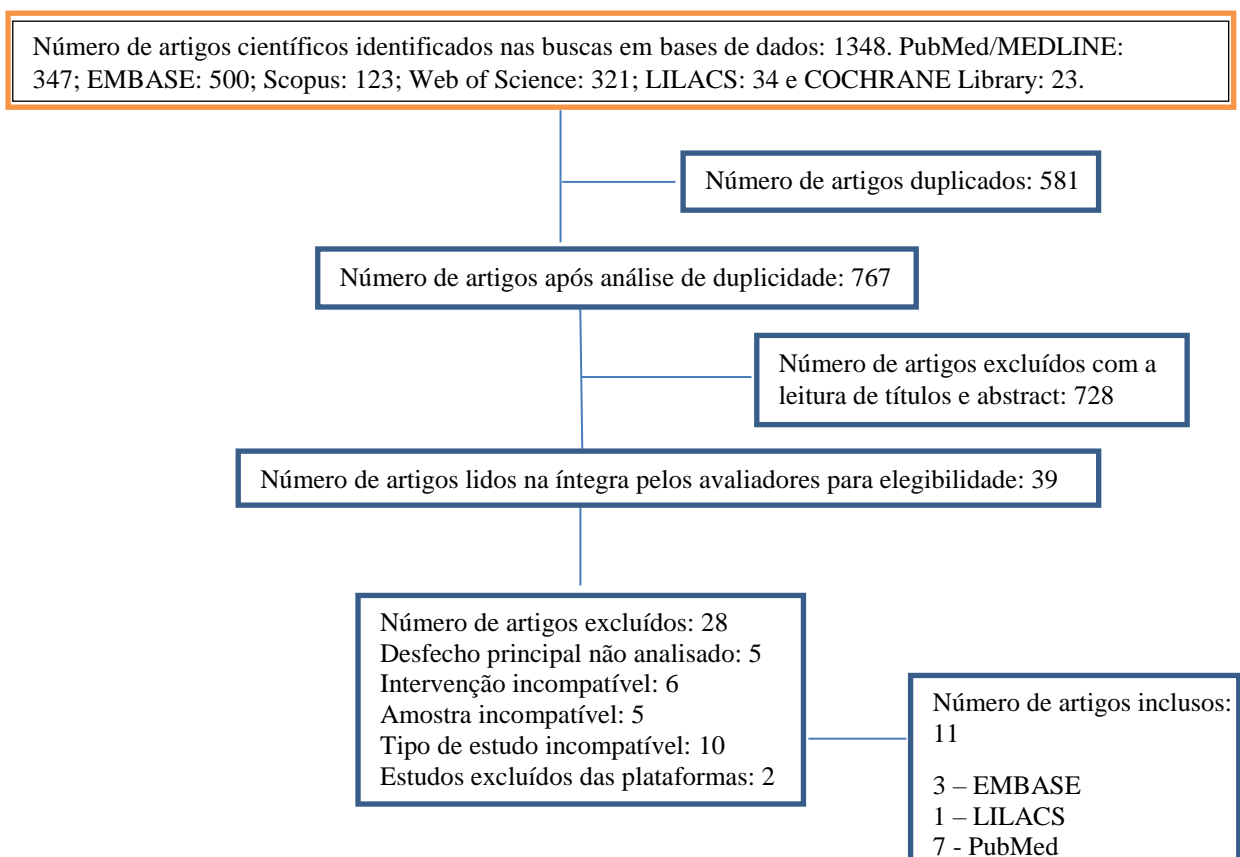 Número de artigos científicos identificados nas buscas em bases de dados: 1348. PubMed/MEDLINE:
347; EMBASE: 500; Scopus: 123; Web of Science: 321; LILACS: 34 e COCHRANE Library: 23.
Número de artigos duplicados: 581
Número de artigos após análise de duplicidade: 767
Número de artigos excluídos com a
leitura de títulos e abstract: 728
Número de artigos lidos na íntegra pelos avaliadores para elegibilidade: 39
Número de artigos excluídos: 28
Desfecho principal não analisado: 5
Intervenção incompatível: 6
Amostra incompatível: 5
Tipo de estudo incompatível: 10
Estudos excluídos das plataformas: 2
Número de artigos inclusos:
11
3 – EMBASE
1 – LILACS
7 - PubMed